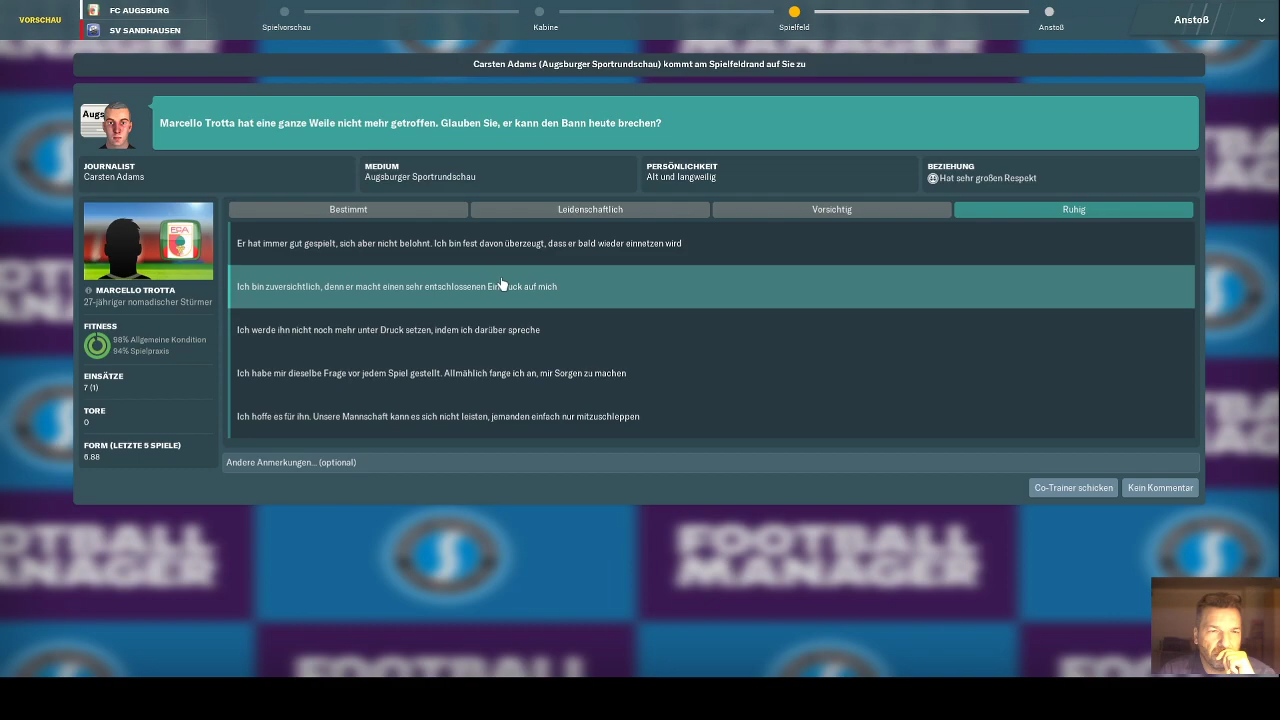 VORSCHAU
FC AUGSBURG
SV SANDHAUSEN
Spielvorschau
Kabine
Spielfeld
Anstoß
Anstoß
Carsten Adams (Augsburger Sportrundschau) kommt am Spielfeldrand auf Sie zu
Augs
Marcello Trotta hat eine ganze Weile nicht mehr getroffen. Glauben Sie, er kann den Bann heute brechen?
JOURNALIST
Carsten Adams
MEDIUM
Augsburger Sportrundschau
PERSÖNLICHKEIT
Alt und langweilig
BEZIEHUNG
Hat sehr großen Respekt
FCA
MARCELLO TROTTA
27-jähriger nomadischer Stürmer
FITNESS
98% Allgemeine Kondition
94% Spielpraxis
EINSÄTZE
7 (1)
TORE
0
FORM (LETZTE 5 SPIELE)
6.88
Bestimmt
Leidenschaftlich
Vorsichtig
Ruhig
Er hat immer gut gespielt, sich aber nicht belohnt. Ich bin fest davon überzeugt, dass er bald wieder einnetzen wird
Ich bin zuversichtlich, denn er macht einen sehr entschlossenen Eindruck auf mich
Ich werde ihn nicht noch mehr unter Druck setzen, indem ich darüber spreche
Ich habe mir dieselbe Frage vor jedem Spiel gestellt. Allmählich fange ich an, mir Sorgen zu machen
Ich hoffe es für ihn. Unsere Mannschaft kann es sich nicht leisten, jemanden einfach nur mitzuschleppen
Andere Anmerkungen... (optional)
Co-Trainer schicken
Kein Kommentar
FOOTBALL
MANAGER